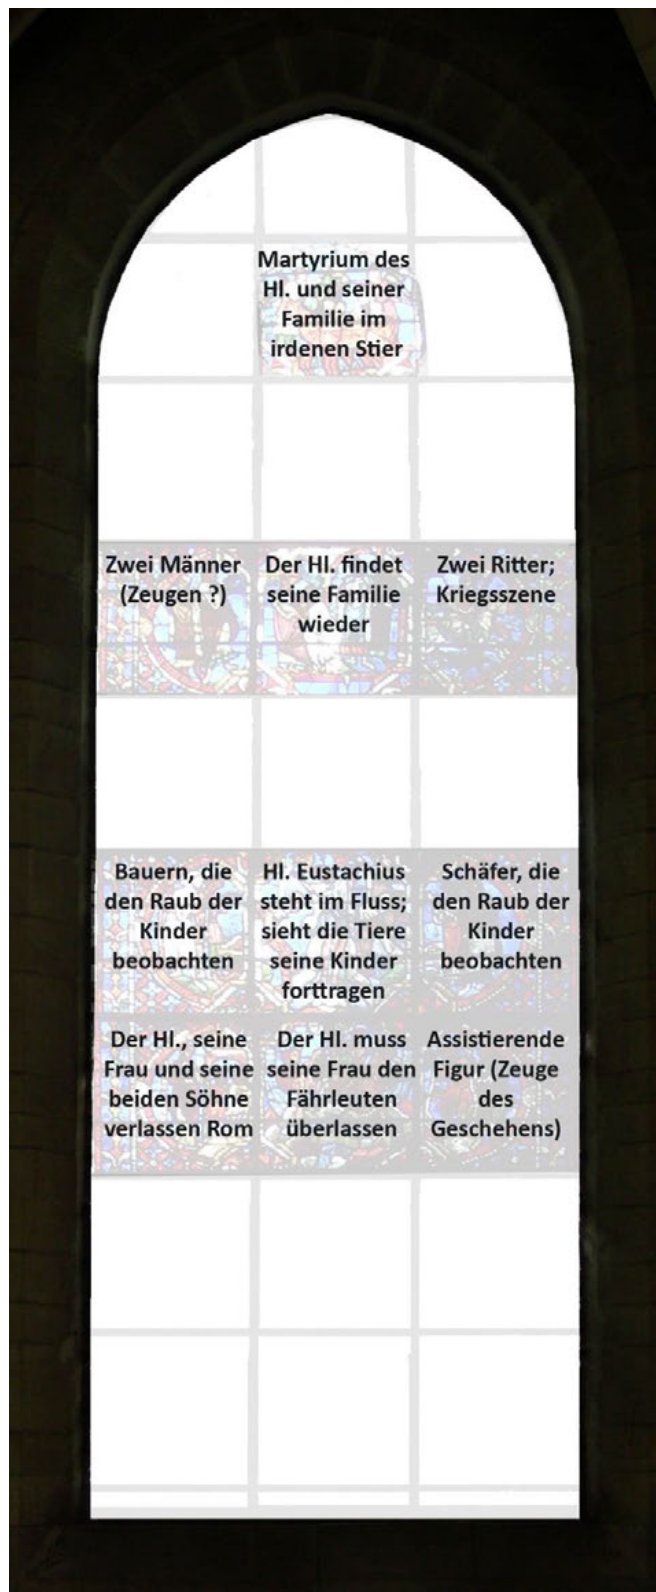 Martyrium des
Hl. und seiner
Familie im
irdenen Stier
Zwei Männer
(Zeugen ?)
Der Hl. findet
seine Familie
wieder
Zwei Ritter;
Kriegsszene
Bauern, die
den Raub der
Kinder
beobachten
Hl. Eustachius
steht im Fluss;
sieht die Tiere
seine Kinder
forttragen
Schäfer, die
den Raub der
Kinder
beobachten
Der Hl., seine
Frau und seine
beiden Söhne
verlassen Rom
Der Hl. muss
seine Frau den
Fährleuten
überlassen
Assistierende
Figur (Zeuge
des
Geschehens)